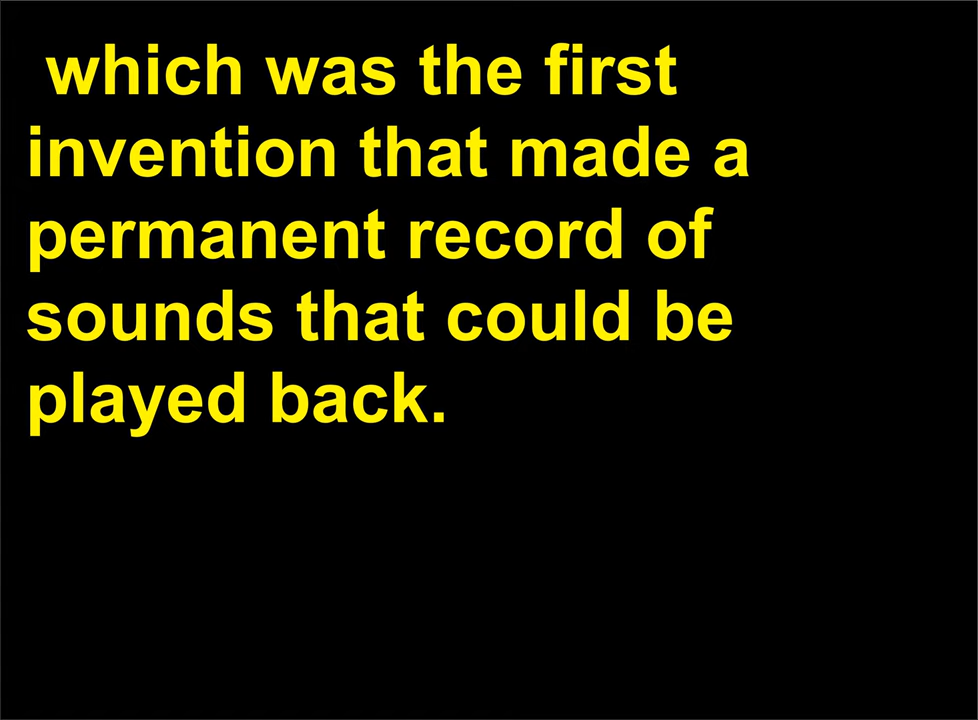 which was the first
invention that made a
permanent record of
sounds that could be
played back.